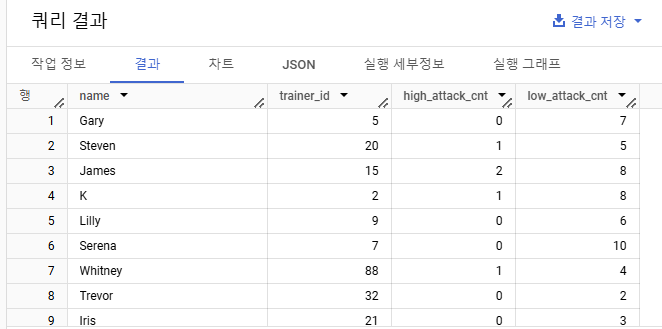 쿼리 결과
결과 저장
작업 정보 결과 차트 JSON 실행 세부정보 실행 그래프
행 name trainer_id high_attack_cnt low_attack_cnt
1 Gary 5 0 7
2 Steven 20 1 5
3 James 15 2 8
4 K 2 1 8
5 Lilly 9 0 6
6 Serena 7 0 10
7 Whitney 88 1 4
8 Trevor 32 0 2
9 Iris 21 0 3